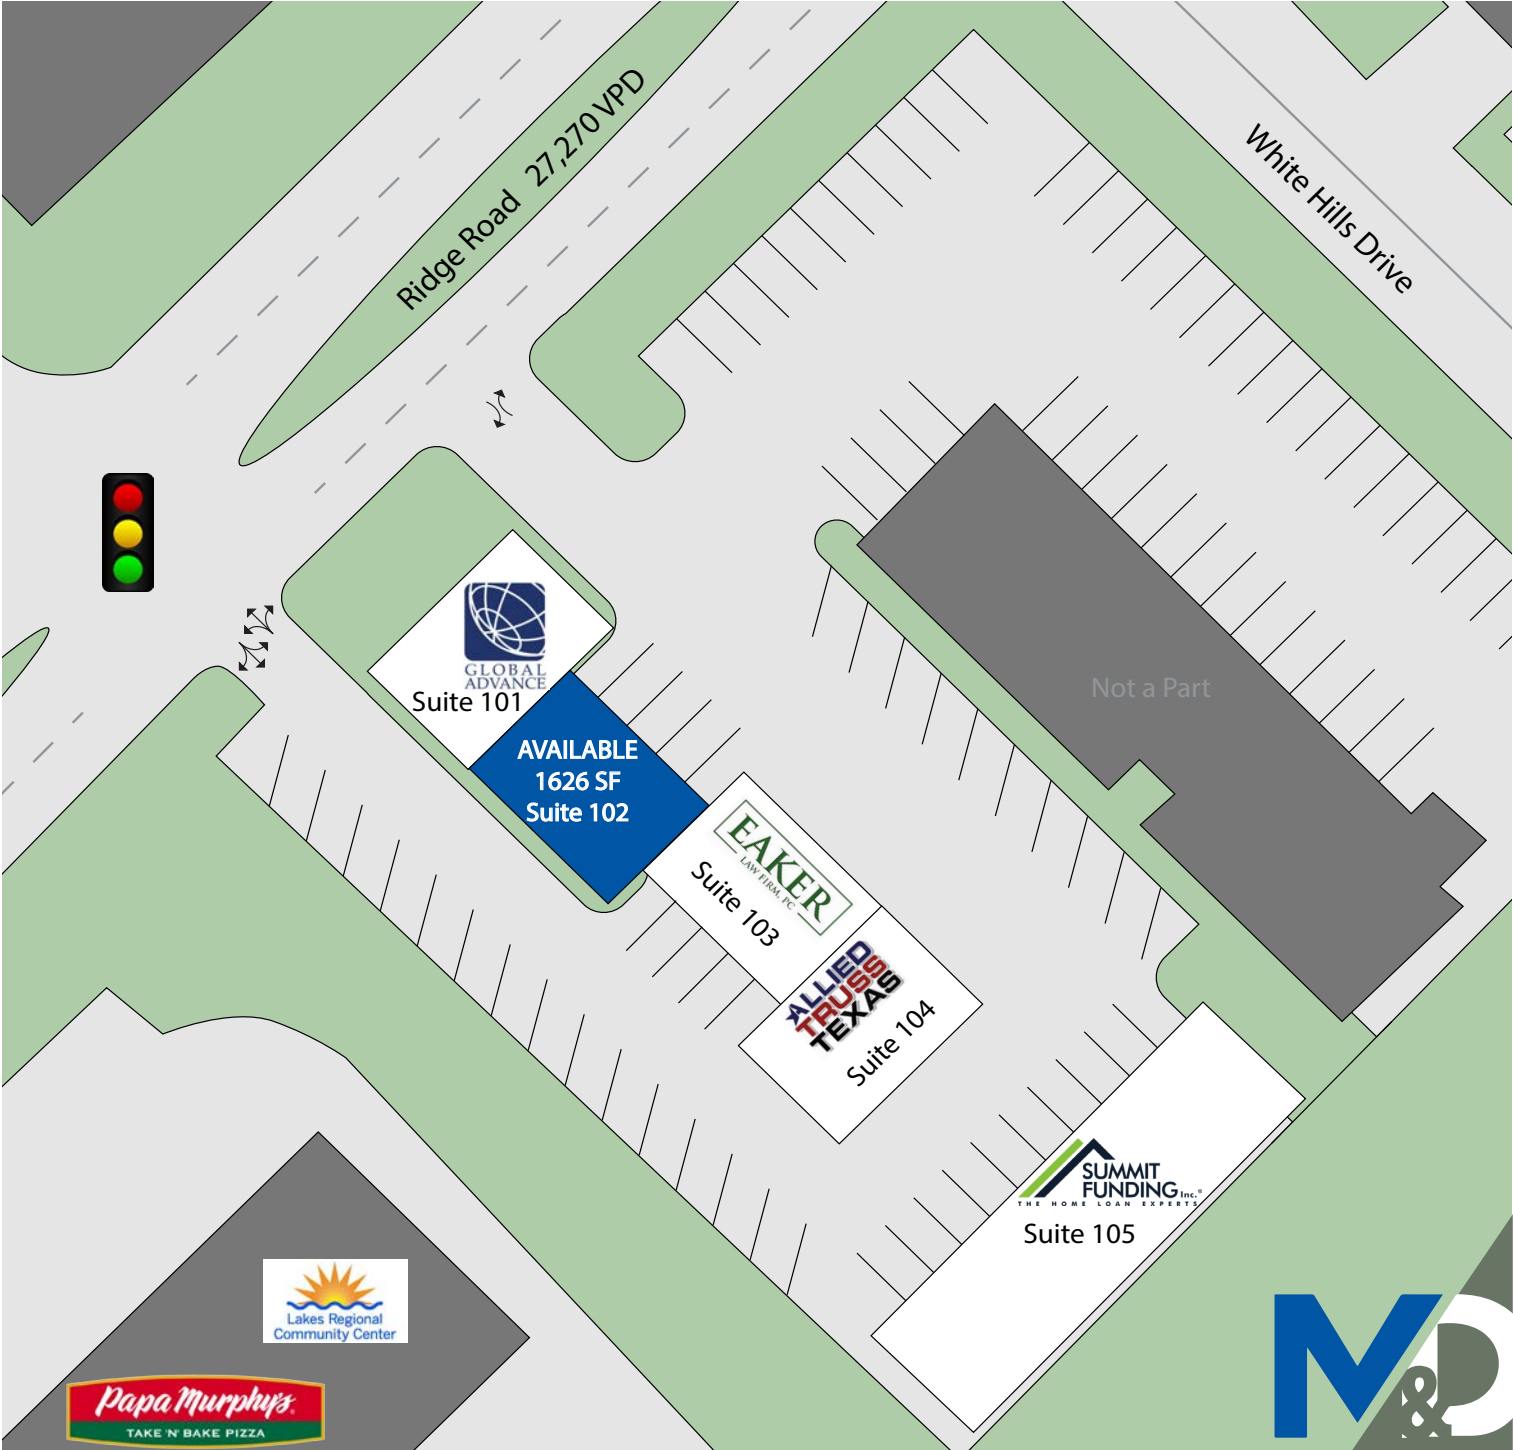 Ridge Road 27,270 VPD
White Hills Drive
GLOBAL
ADVANCE
Suite 101
AVAILABLE
1626 SF
Suite 102
EAKER
LAW FIRM, PC
Suite 103
ALLIED
TRUSS
TEXAS
Suite 104
Not a Part
SUMMIT
FUNDING Inc.®
THE HOME LOAN EXPERTS
Suite 105
Lakes Regional
Community Center
Papa Murphy's®
TAKE 'N' BAKE PIZZA
M&D